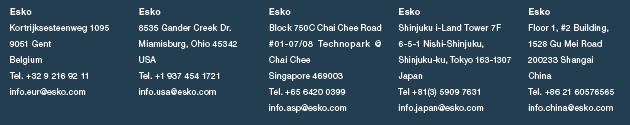 Esko
Kortrijksesteenweg 1095
9051 Gent
Belgium
Tel. +32 9 216 92 11
info.eur@esko.com
Esko
8535 Gander Creek Dr.
Miamisburg, Ohio 45342
USA
Tel. +1 937 454 1721
info.usa@esko.com
Esko
Block 750C Chai Chee Road
#01-07/08 Technopark @
Chai Chee
Singapore 469003
Tel. +65 6420 0399
info.asp@esko.com
Esko
Shinjuku i-Land Tower 7F
6-5-1 Nishi-Shinjuku,
Shinjuku-ku, Tokyo 163-1307
Japan
Tel +81(3) 5909 7631
info.japan@esko.com
Esko
Floor 1, #2 Building,
1528 Gu Mei Road
200233 Shangai
China
Tel. +86 21 60576565
info.china@esko.com